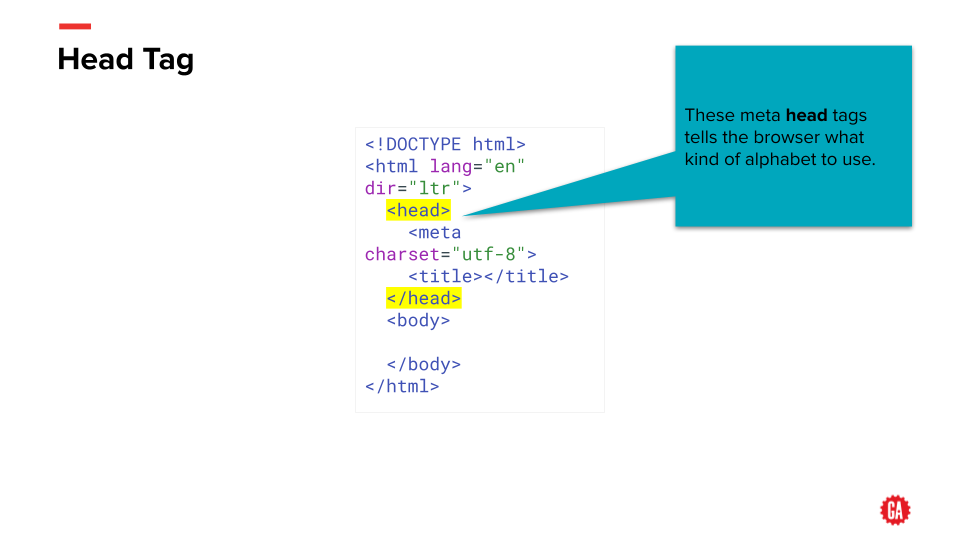 Head Tag
These meta head tags
tells the browser what
kind of alphabet to use.
<!DOCTYPE html>
<html lang="en"
dir="ltr">
  <head>
    <meta
charset="utf-8">
    <title></title>
  </head>
  <body>

  </body>
</html>
GA